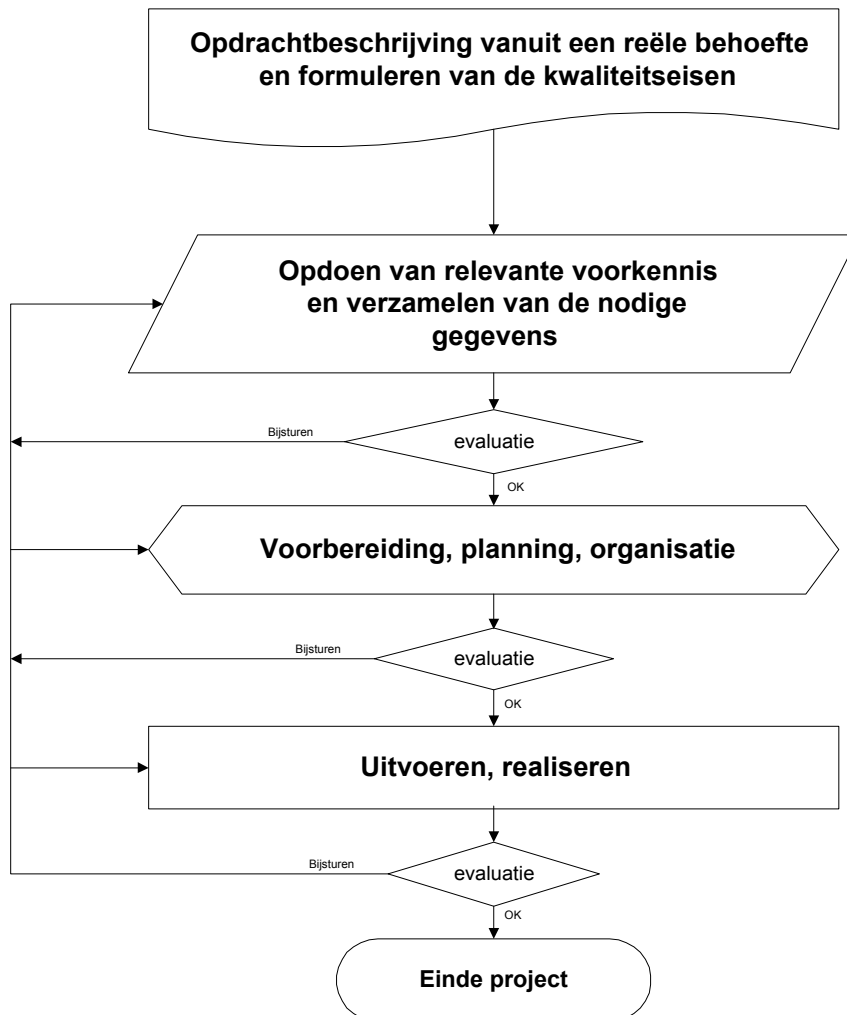 Opdrachtbeschrijving vanuit een reële behoefte
en formuleren van de kwaliteitseisen
Opdoen van relevante voorkennis
en verzamelen van de nodige
gegevens
Bijsturen
evaluatie
OK
Voorbereiding, planning, organisatie
Bijsturen
evaluatie
OK
Uitvoeren, realiseren
Bijsturen
evaluatie
OK
Einde project